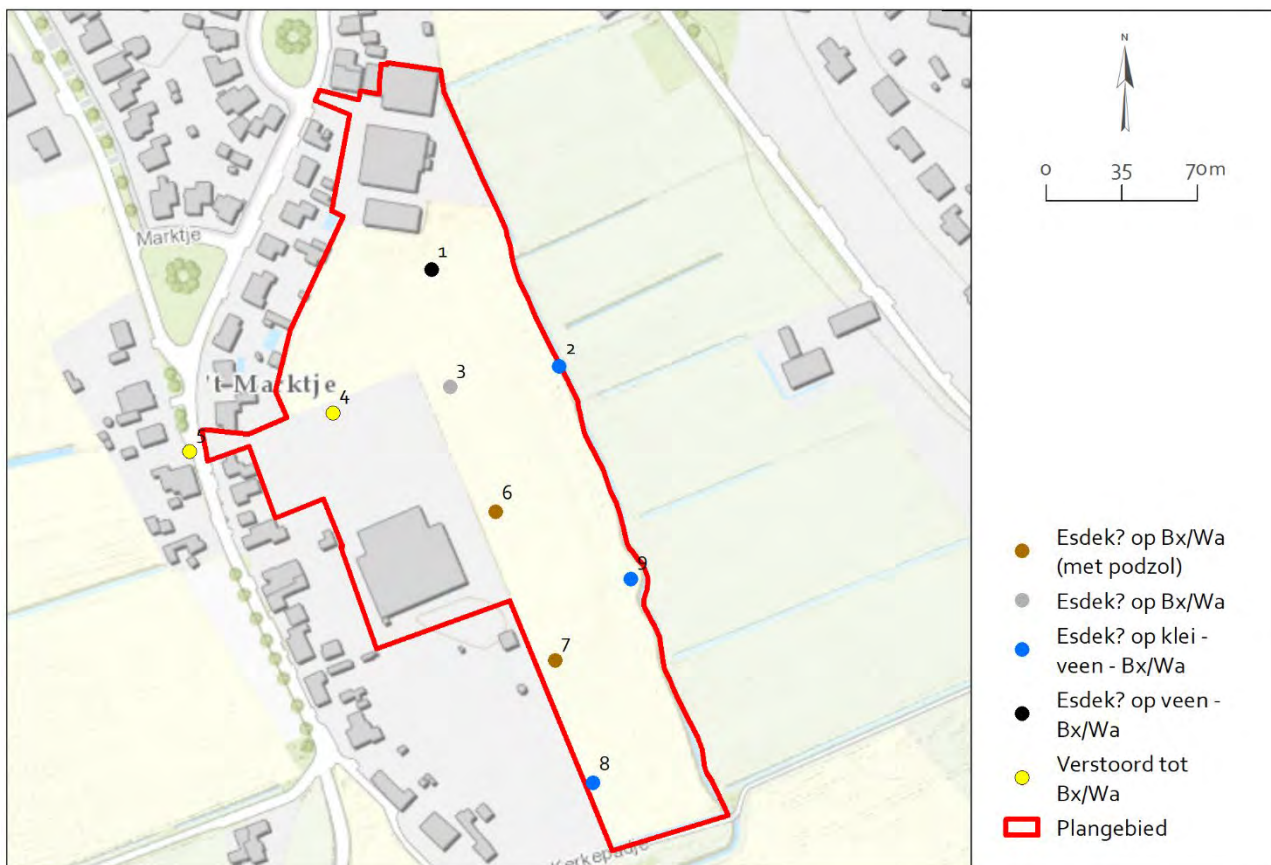 N
0 35 70m
Marktje
1
2
3
't Marktje
4
5
6
9
7
8
Kerkepadje
Esdek? op Bx/Wa
(met podzol)
Esdek? op Bx/Wa
Esdek? op klei -
veen - Bx/Wa
Esdek? op veen -
Bx/Wa
Verstoord tot
Bx/Wa
Plangebied